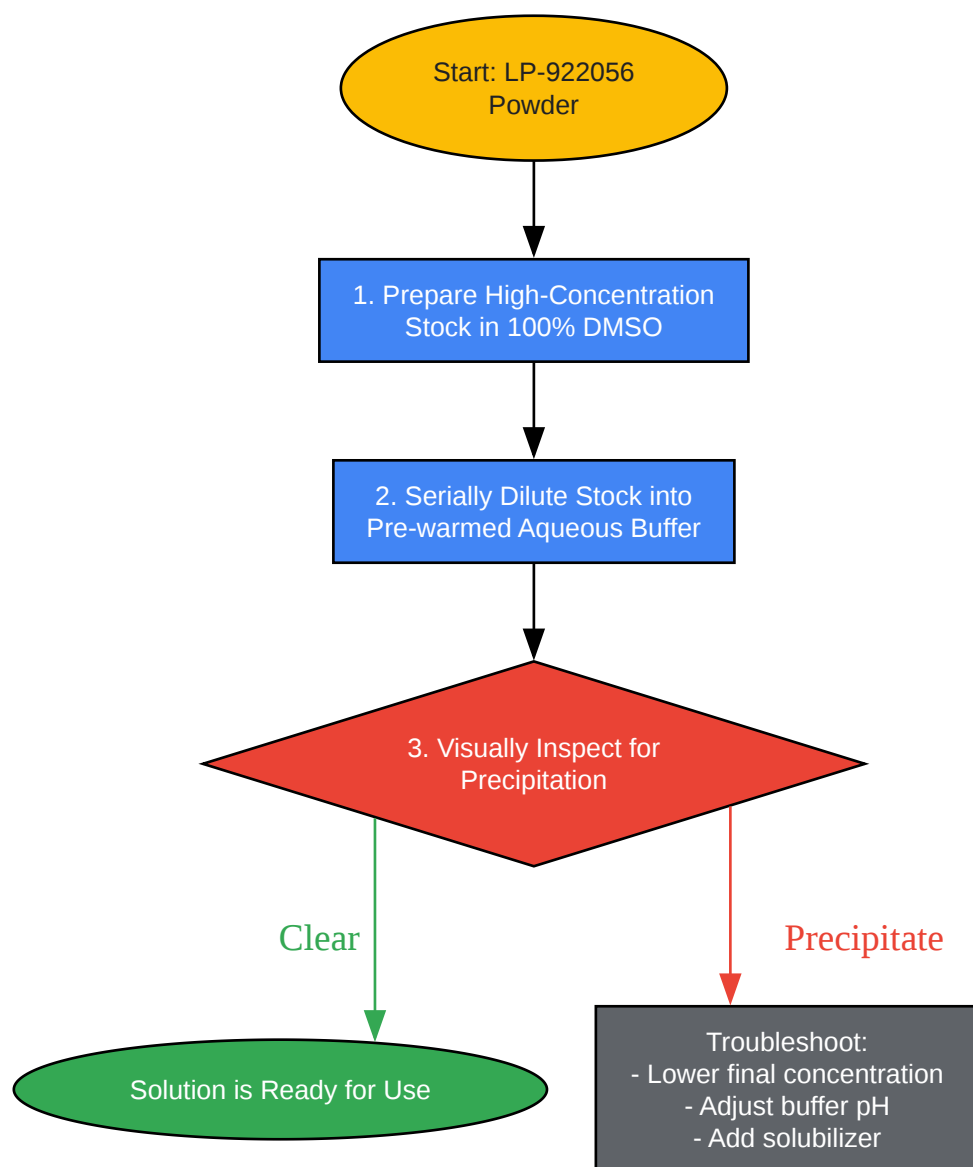 Start: LP-922056
Powder
1. Prepare High-Concentration
Stock in 100% DMSO
2. Serially Dilute Stock into
Pre-warmed Aqueous Buffer
3. Visually Inspect for
Precipitation
Clear
Precipitate
Solution is Ready for Use
Troubleshoot:
- Lower final concentration
- Adjust buffer pH
- Add solubilizer